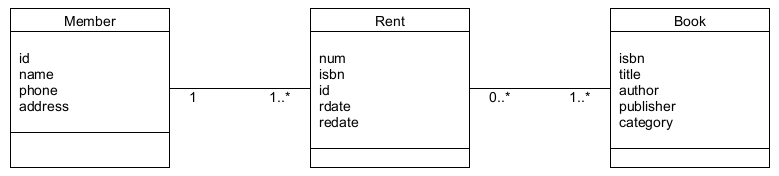 Member
id
name
phone
address
1
1..*
Rent
num
isbn
id
rdate
redate
0..*
1..*
Book
isbn
title
author
publisher
category